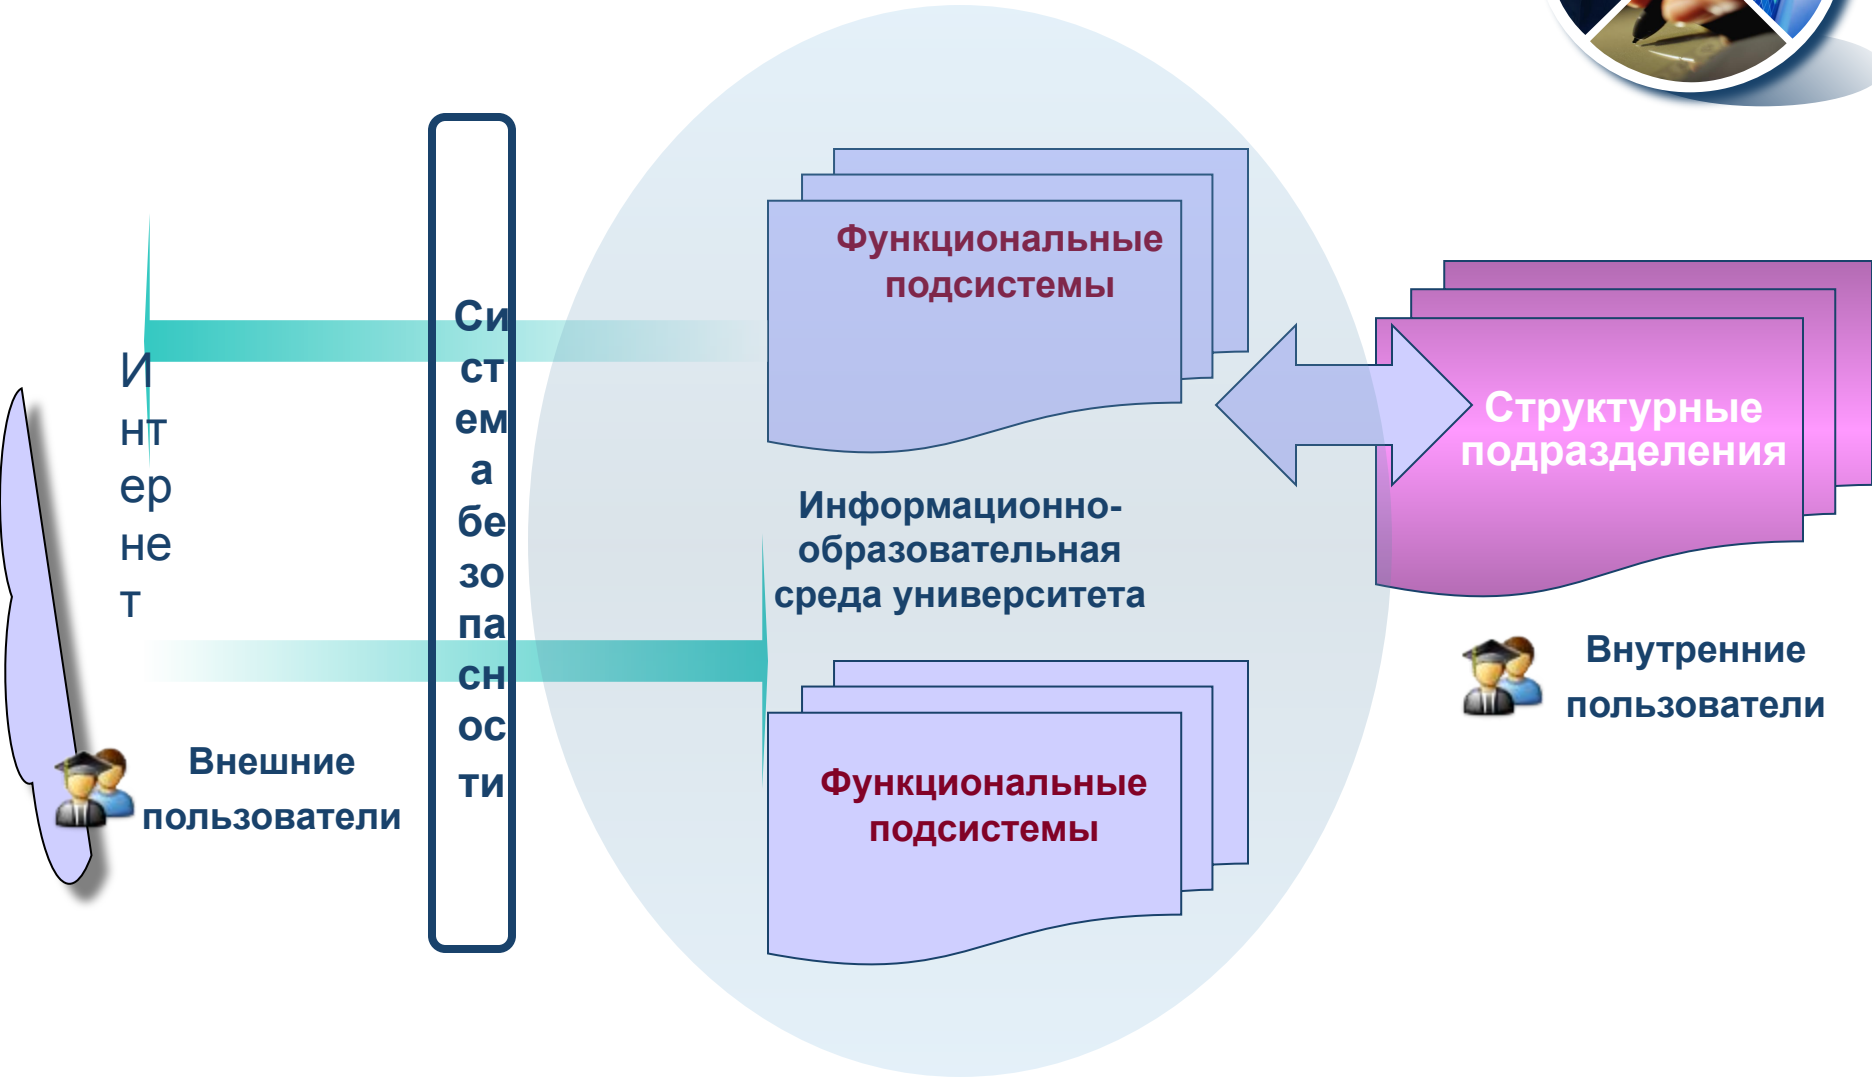 И
нт
ер
не
т
Си
ст
ем
а
бе
зо
па
сн
ос
ти
Функциональные
подсистемы
Информационно-
образовательная
среда университета
Функциональные
подсистемы
Структурные
подразделения
Внутренние
пользователи
Внешние
пользователи